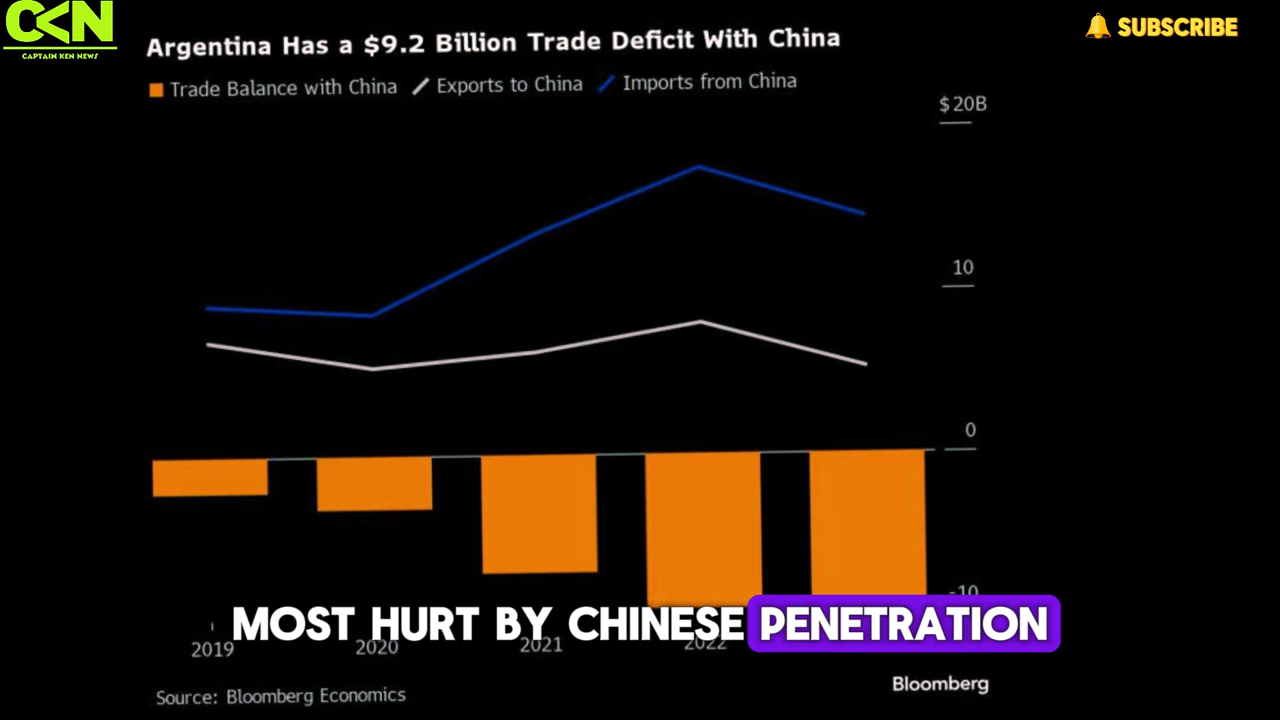 CKN
CAPTAIN KEN NEWS
SUBSCRIBE
Argentina Has a $9.2 Billion Trade Deficit With China
Trade Balance with China Exports to China Imports from China
$20B
10
0
-10
MOST HURT BY CHINESE PENETRATION
2019 2020 2021 2022
Source: Bloomberg Economics
Bloomberg